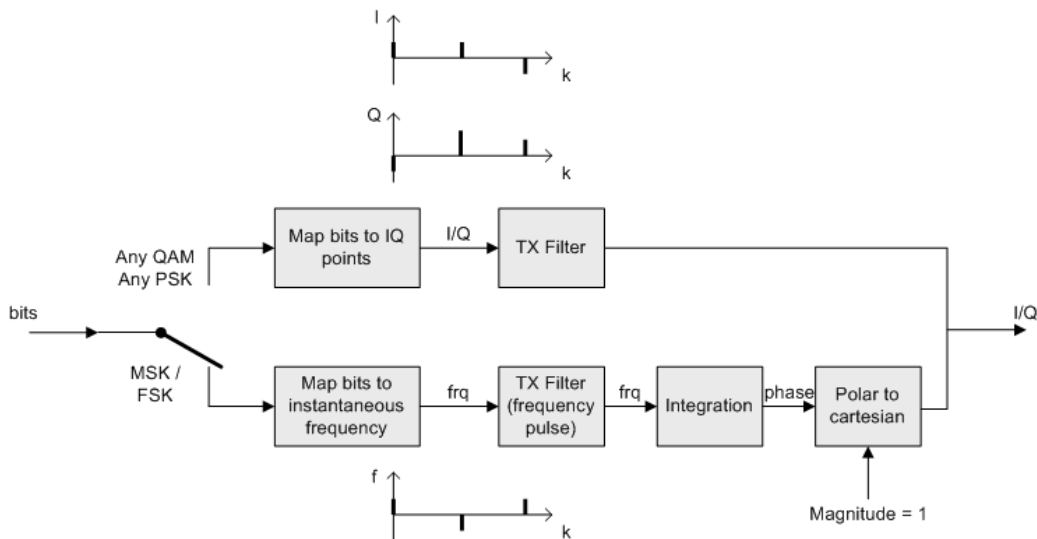 I
k
Q
k
Map bits to IQ
points
I/Q
TX Filter
Any QAM
Any PSK
bits
I/Q
MSK /
FSK
Map bits to
instantaneous
frequency
frq
TX Filter
(frequency
pulse)
frq
Integration
phase
Polar to
cartesian
f
k
Magnitude = 1